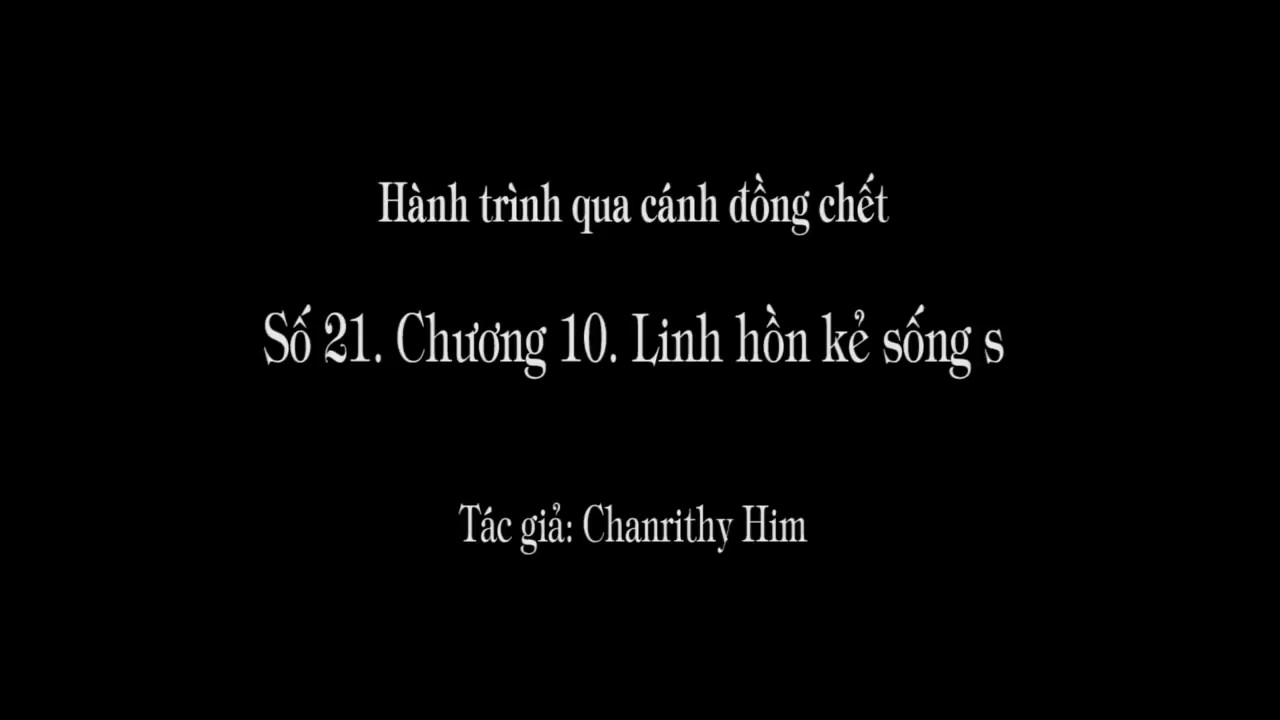 Hành trình qua cánh đồng chết
Số 21. Chương 10. Linh hồn kẻ sống s
Tác giả: Chanrithy Him